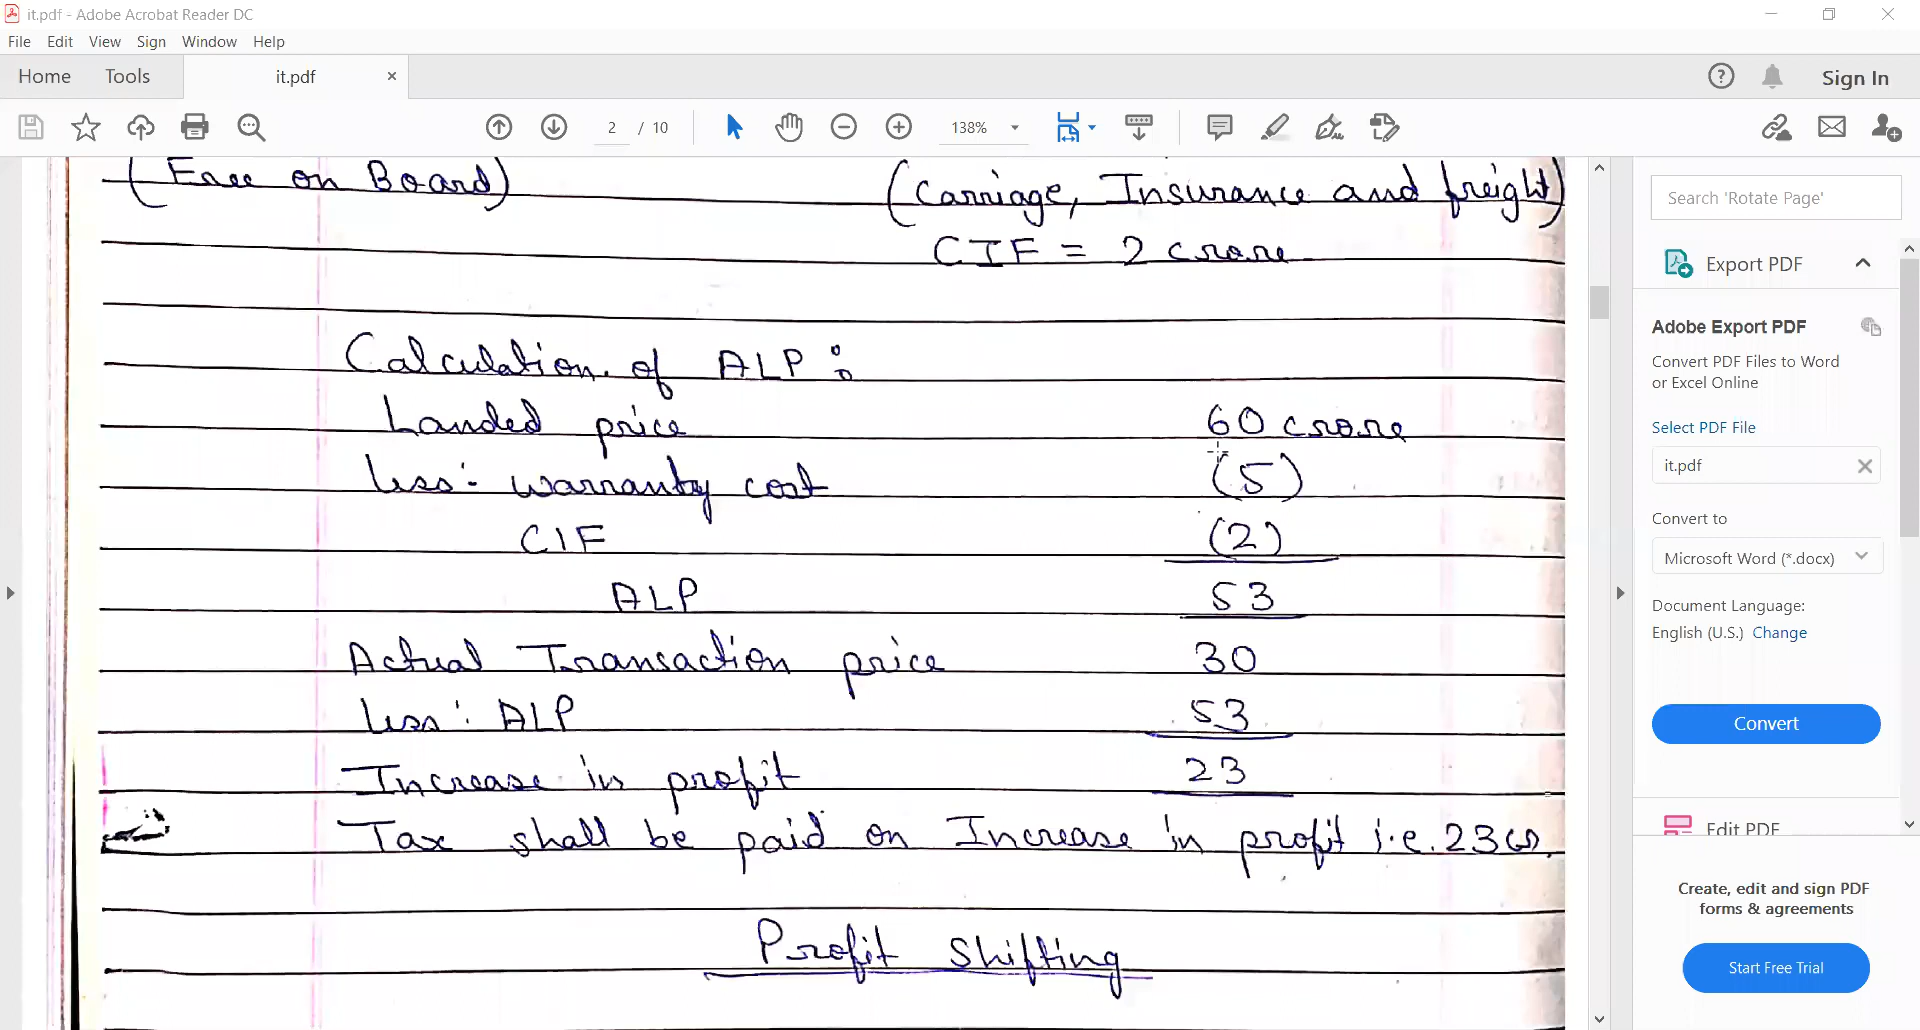 it.pdf - Adobe Acrobat Reader DC
File Edit View Sign Window Help
Home Tools it.pdf × Sign In
2 / 10 138%
(Free on Board) (Carriage, Insurance and freight)
CIF = 2 crore
Calculation of ALP :
Landed price 60 crore
less:- warranty cost (5)
CIF (2)
ALP 53
Actual Transaction price 30
less: ALP 53
Increase in profit 23
Tax shall be paid on Increase in profit i.e. 23 cr.
Profit Shifting
Search 'Rotate Page'
Export PDF
Adobe Export PDF
Convert PDF Files to Word
or Excel Online
Select PDF File
it.pdf
Convert to
Microsoft Word (*.docx)
Document Language:
English (U.S.) Change
Convert
Edit PDF
Create, edit and sign PDF
forms & agreements
Start Free Trial